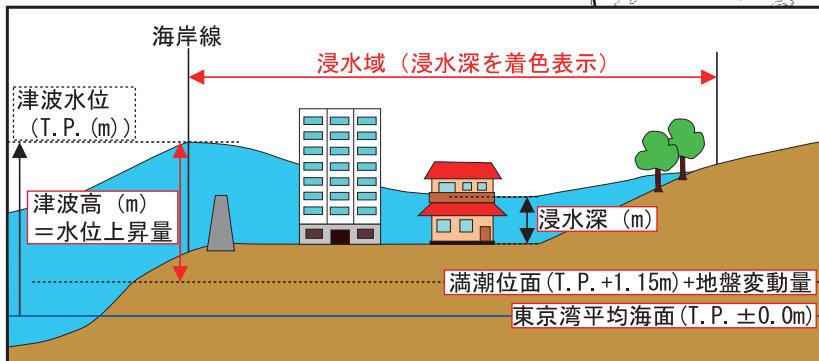 海岸線
浸水域（浸水深を着色表示）
津波水位
（T.P.(m)）
津波高（m）
＝水位上昇量
浸水深（m）
満潮位面(T.P.+1.15m)+地盤変動量
東京湾平均海面(T.P.±0.0m)